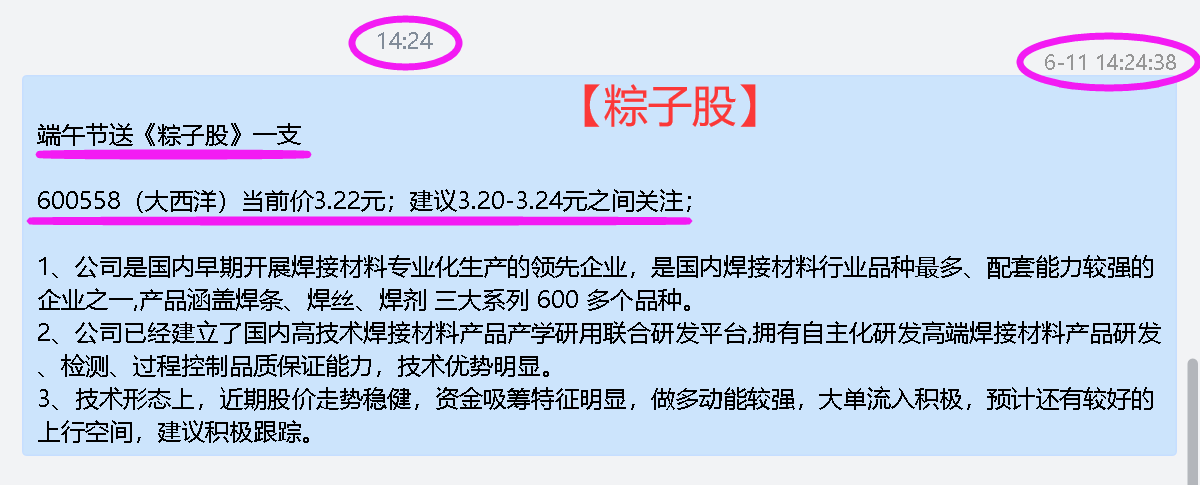 14:24
6-11 14:24:38
【粽子股】
端午节送《粽子股》一支
600558（大西洋）当前价3.22元；建议3.20-3.24元之间关注；
1、公司是国内早期开展焊接材料专业化生产的领先企业，是国内焊接材料行业品种最多、配套能力较强的
企业之一,产品涵盖焊条、焊丝、焊剂 三大系列 600 多个品种。
2、公司已经建立了国内高技术焊接材料产品产学研用联合研发平台,拥有自主化研发高端焊接材料产品研发
、检测、过程控制品质保证能力，技术优势明显。
3、技术形态上，近期股价走势稳健，资金吸筹特征明显，做多动能较强，大单流入积极，预计还有较好的
上行空间，建议积极跟踪。